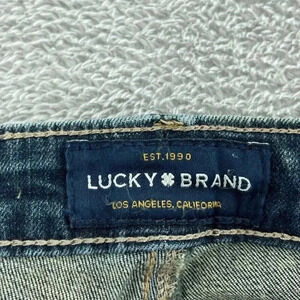 EST. 1990
LUCKY BRAND
LOS ANGELES, CALIFORNIA